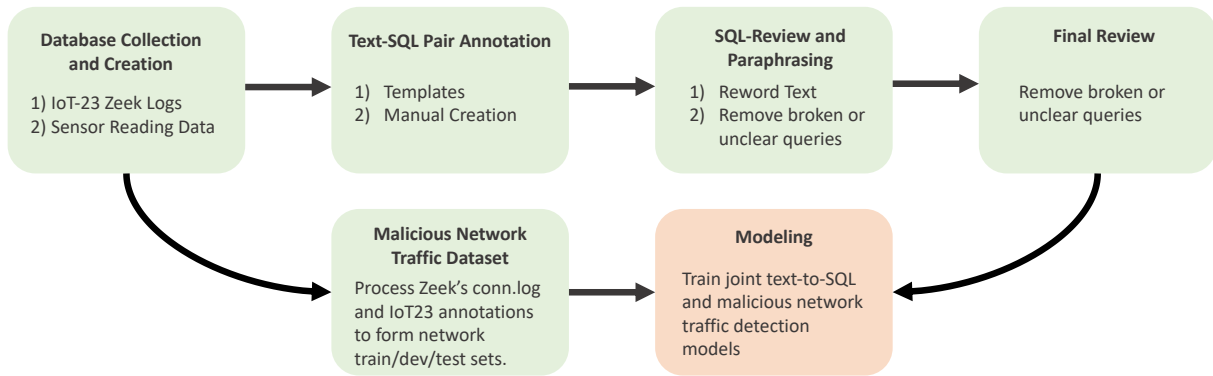 Database Collection
and Creation
1) IoT-23 Zeek Logs
2) Sensor Reading Data
Text-SQL Pair Annotation
1) Templates
2) Manual Creation
SQL-Review and
Paraphrasing
1) Reword Text
2) Remove broken or
unclear queries
Final Review
Remove broken or
unclear queries
Malicious Network
Traffic Dataset
Process Zeek's conn.log
and IoT23 annotations
to form network
train/dev/test sets.
Modeling
Train joint text-to-SQL
and malicious network
traffic detection
models